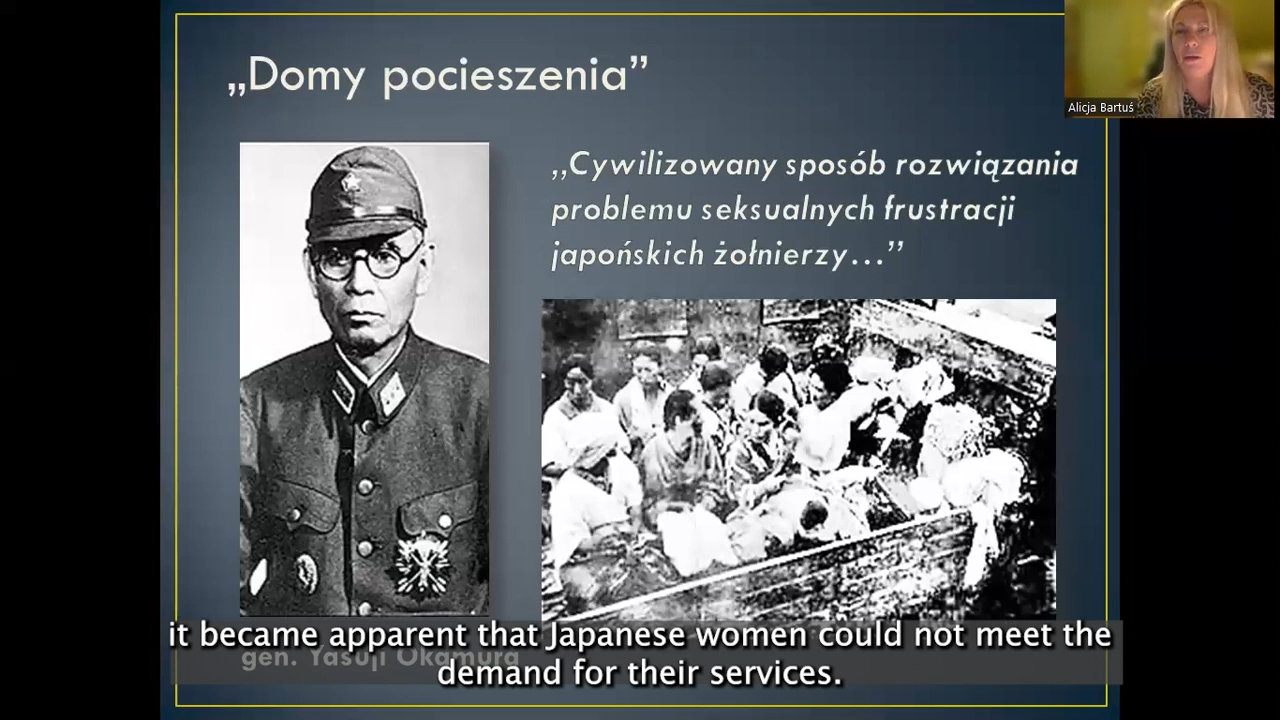 „Domy pocieszenia”
Alicja Bartuś
„Cywilizowany sposób rozwiązania
problemu seksualnych frustracji
japońskich żołnierzy…”
gen. Yasuji Okamura
it became apparent that Japanese women could not meet the
demand for their services.